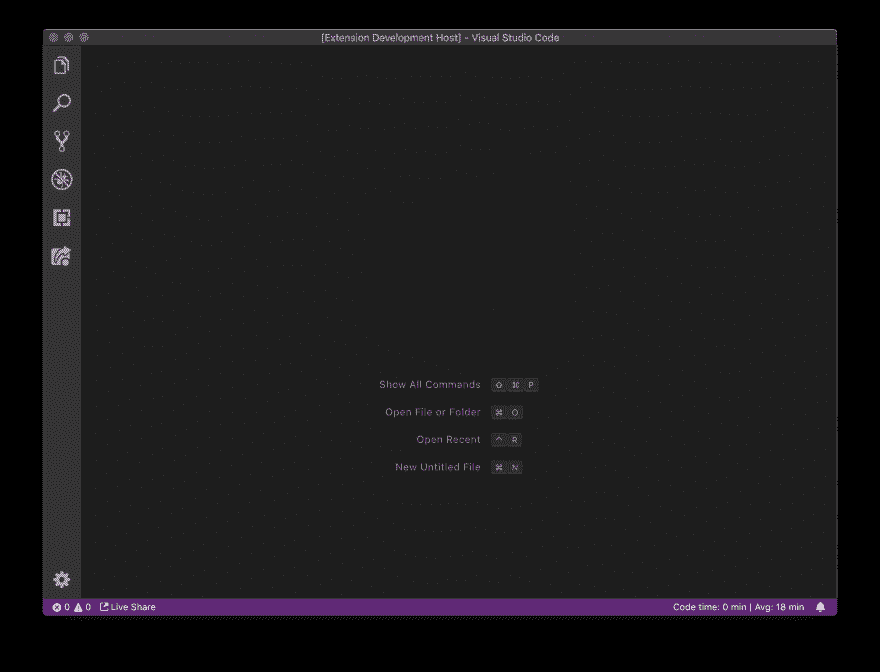 [Extension Development Host] - Visual Studio Code
Show All Commands ⇧ ⌘ P
Open File or Folder ⌘ O
Open Recent ^ R
New Untitled File ⌘ N
0 0 Live Share Code time: 0 min | Avg: 18 min